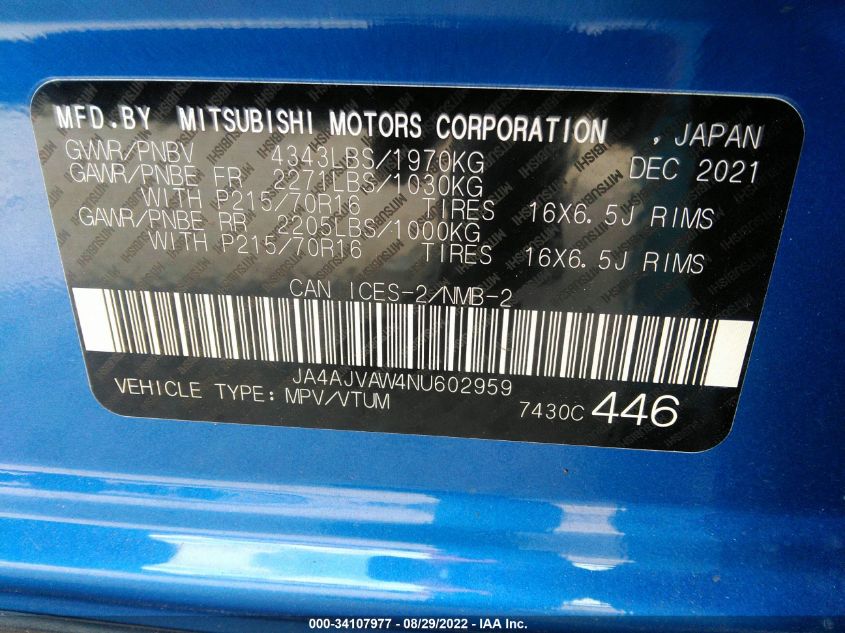 MFD.BY MITSUBISHI MOTORS CORPORATION , JAPAN
GVWR/PNBV 4343LBS/1970KG DEC 2021
GAWR/PNBE FR 2271LBS/1030KG
WITH P215/70R16 TIRES 16X6.5J RIMS
GAWR/PNBE RR 2205LBS/1000KG
WITH P215/70R16 TIRES 16X6.5J RIMS
CAN ICES-2/NMB-2
JA4AJVAW4NU602959
VEHICLE TYPE: MPV/VTUM 7430C 446
000-34107977 - 08/29/2022 - IAA Inc.